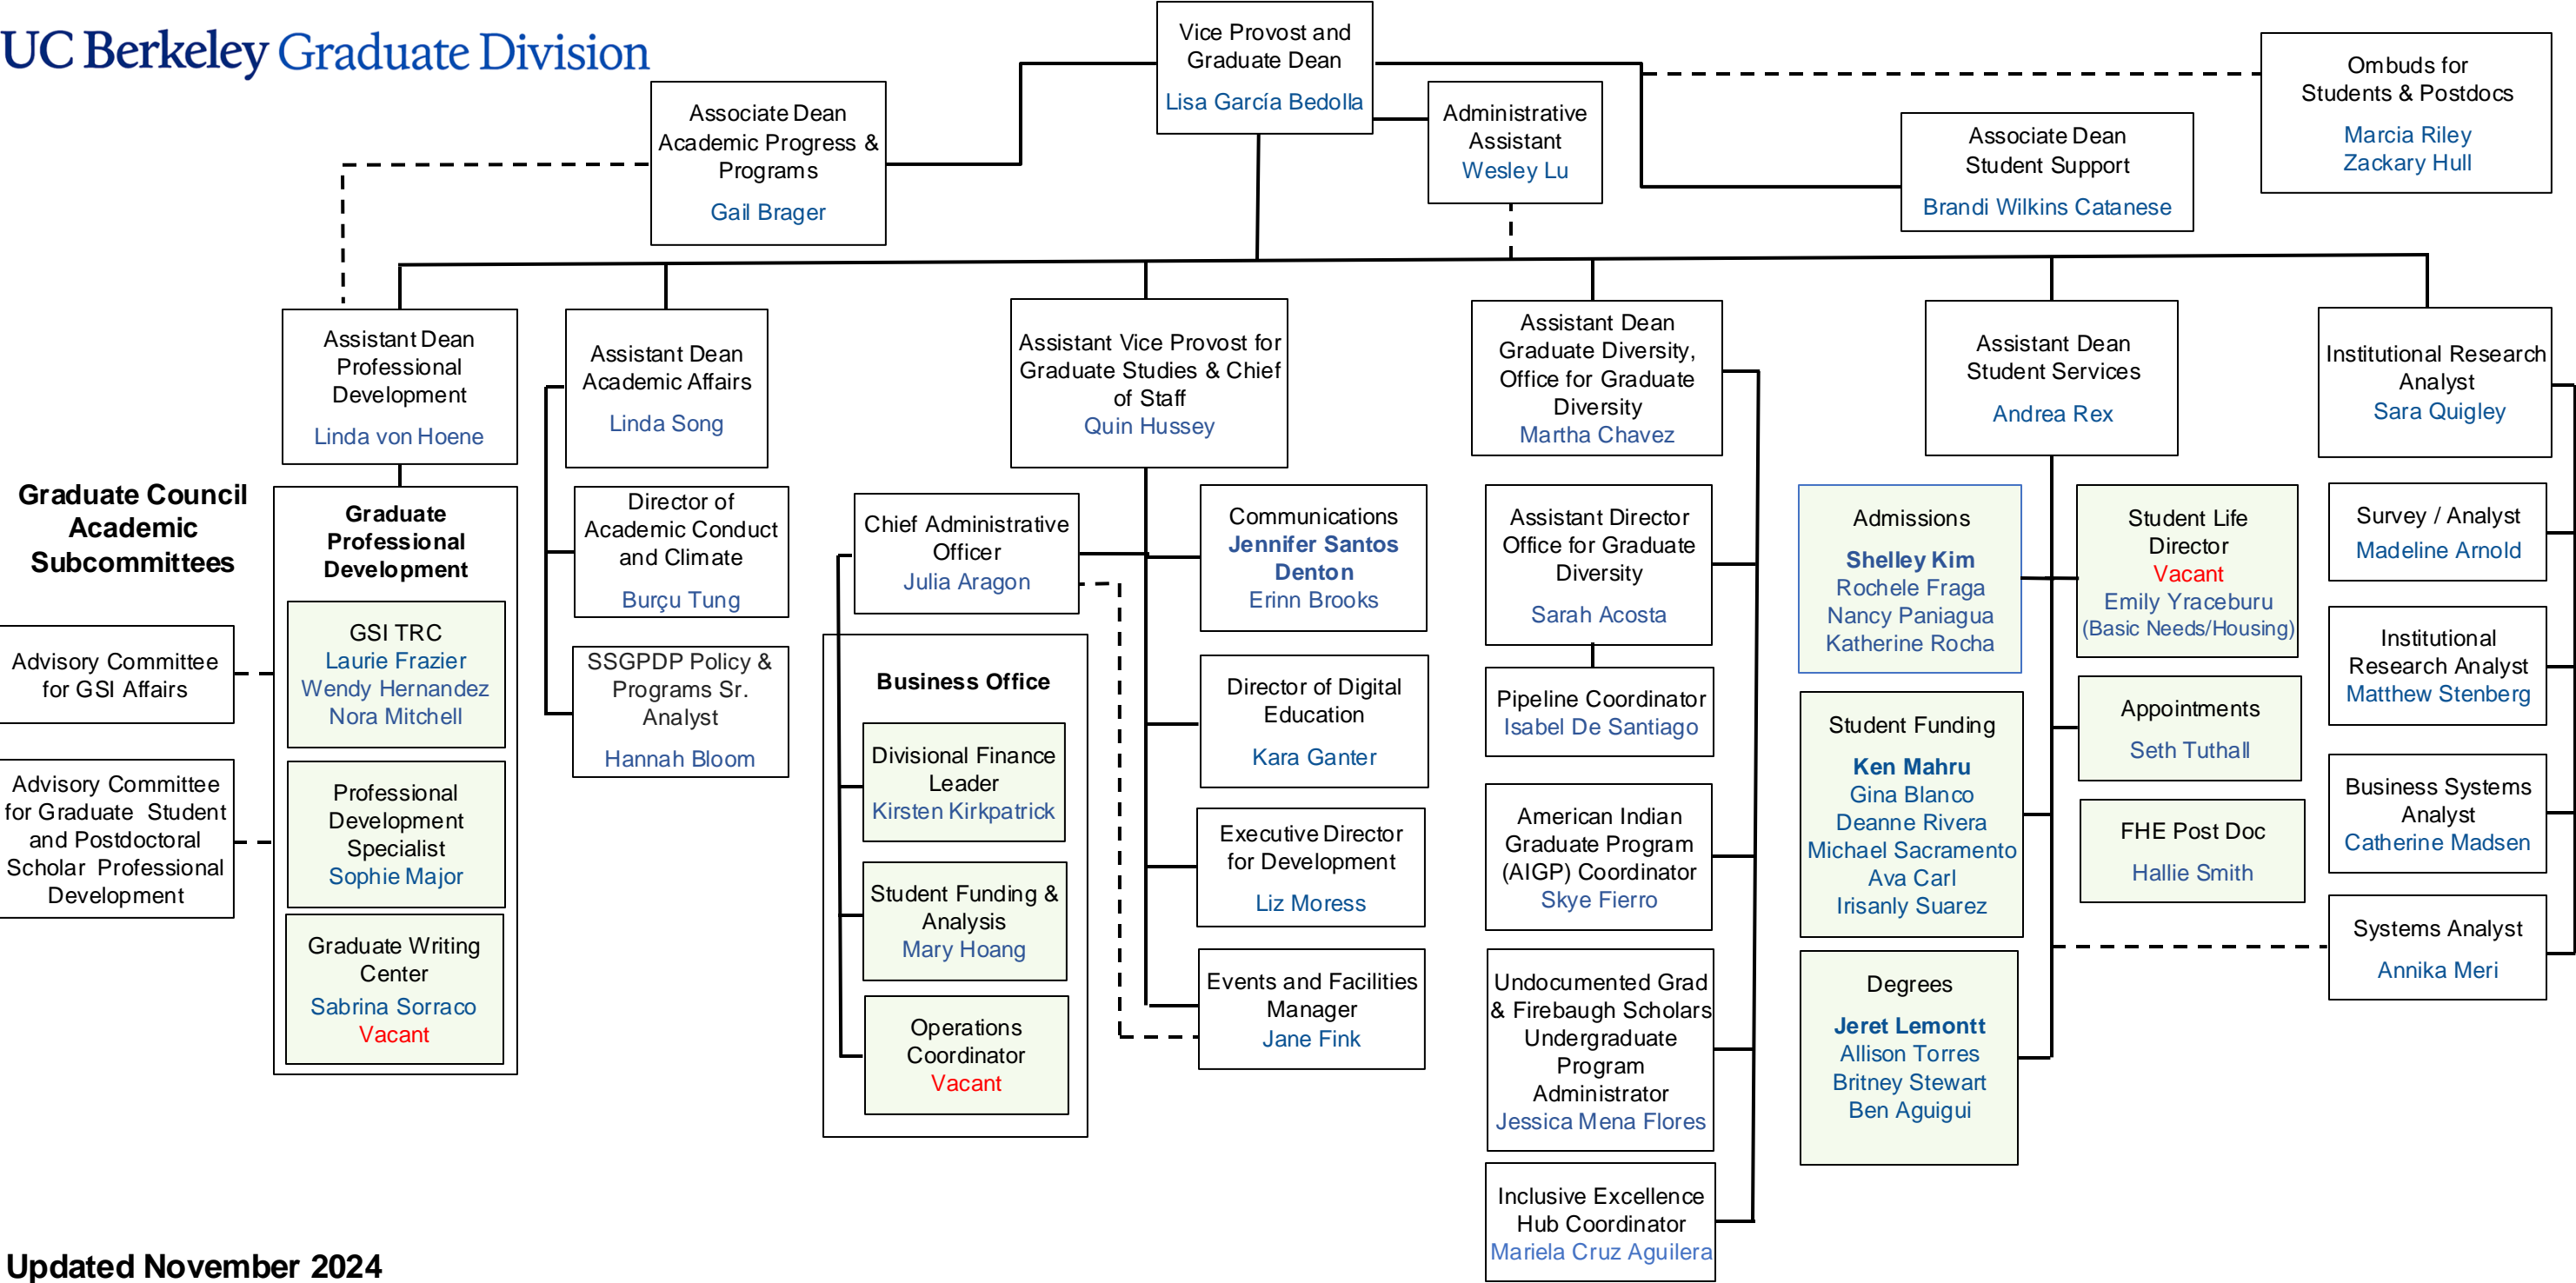 UC Berkeley Graduate Division
Vice Provost and
Graduate Dean
Lisa García Bedolla
Associate Dean
Academic Progress &
Programs
Gail Brager
Administrative
Assistant
Wesley Lu
Associate Dean
Student Support
Brandi Wilkins Catanese
Ombuds for
Students & Postdocs
Marcia Riley
Zackary Hull
Assistant Dean
Professional
Development
Linda von Hoene
Assistant Dean
Academic Affairs
Linda Song
Assistant Vice Provost for
Graduate Studies & Chief
of Staff
Quin Hussey
Assistant Dean
Graduate Diversity,
Office for Graduate
Diversity
Martha Chavez
Assistant Dean
Student Services
Andrea Rex
Institutional Research
Analyst
Sara Quigley
Graduate Council
Academic
Subcommittees
Advisory Committee
for GSI Affairs
Advisory Committee
for Graduate Student
and Postdoctoral
Scholar Professional
Development
Graduate
Professional
Development
GSI TRC
Laurie Frazier
Wendy Hernandez
Nora Mitchell
Professional
Development
Specialist
Sophie Major
Graduate Writing
Center
Sabrina Sorraco
Vacant
Director of
Academic Conduct
and Climate
Burçu Tung
SSGPDP Policy &
Programs Sr.
Analyst
Hannah Bloom
Chief Administrative
Officer
Julia Aragon
Business Office
Divisional Finance
Leader
Kirsten Kirkpatrick
Student Funding &
Analysis
Mary Hoang
Operations
Coordinator
Vacant
Communications
Jennifer Santos
Denton
Erinn Brooks
Director of Digital
Education
Kara Ganter
Executive Director
for Development
Liz Moress
Events and Facilities
Manager
Jane Fink
Assistant Director
Office for Graduate
Diversity
Sarah Acosta
Pipeline Coordinator
Isabel De Santiago
American Indian
Graduate Program
(AIGP) Coordinator
Skye Fierro
Undocumented Grad
& Firebaugh Scholars
Undergraduate
Program
Administrator
Jessica Mena Flores
Inclusive Excellence
Hub Coordinator
Mariela Cruz Aguilera
Admissions
Shelley Kim
Rochele Fraga
Nancy Paniagua
Katherine Rocha
Student Funding
Ken Mahru
Gina Blanco
Deanne Rivera
Michael Sacramento
Ava Carl
Irisanly Suarez
Degrees
Jeret Lemontt
Allison Torres
Britney Stewart
Ben Aguigui
Student Life
Director
Vacant
Emily Yraceburu
(Basic Needs/Housing)
Appointments
Seth Tuthall
FHE Post Doc
Hallie Smith
Survey / Analyst
Madeline Arnold
Institutional
Research Analyst
Matthew Stenberg
Business Systems
Analyst
Catherine Madsen
Systems Analyst
Annika Meri
Updated November 2024